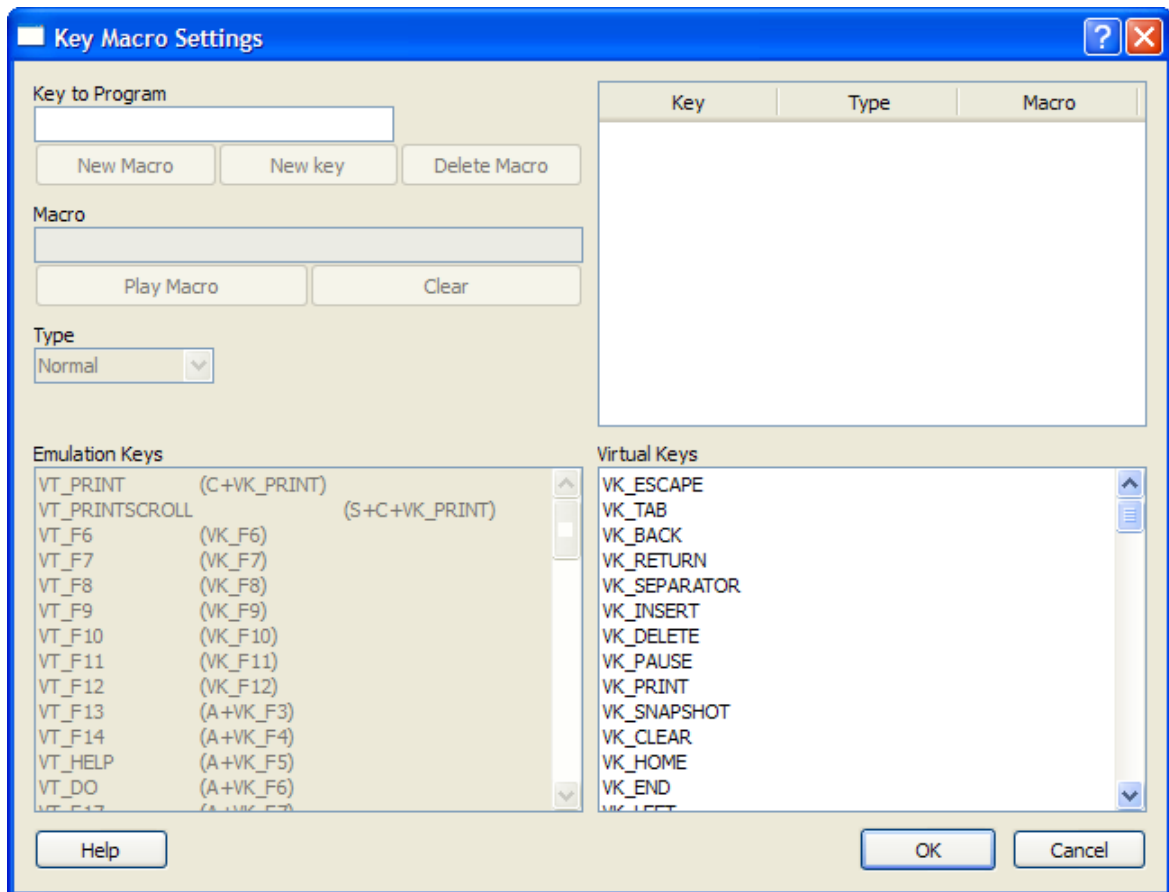 Key Macro Settings
Key to Program
New Macro New key Delete Macro
Macro
Play Macro Clear
Type
Normal
Key Type Macro
Emulation Keys
VT_PRINT (C+VK_PRINT)
VT_PRINTSCROLL (S+C+VK_PRINT)
VT_F6 (VK_F6)
VT_F7 (VK_F7)
VT_F8 (VK_F8)
VT_F9 (VK_F9)
VT_F10 (VK_F10)
VT_F11 (VK_F11)
VT_F12 (VK_F12)
VT_F13 (A+VK_F3)
VT_F14 (A+VK_F4)
VT_HELP (A+VK_F5)
VT_DO (A+VK_F6)
VT_F17 (A+VK_F7)
Virtual Keys
VK_ESCAPE
VK_TAB
VK_BACK
VK_RETURN
VK_SEPARATOR
VK_INSERT
VK_DELETE
VK_PAUSE
VK_PRINT
VK_SNAPSHOT
VK_CLEAR
VK_HOME
VK_END
VK_LEFT
Help OK Cancel